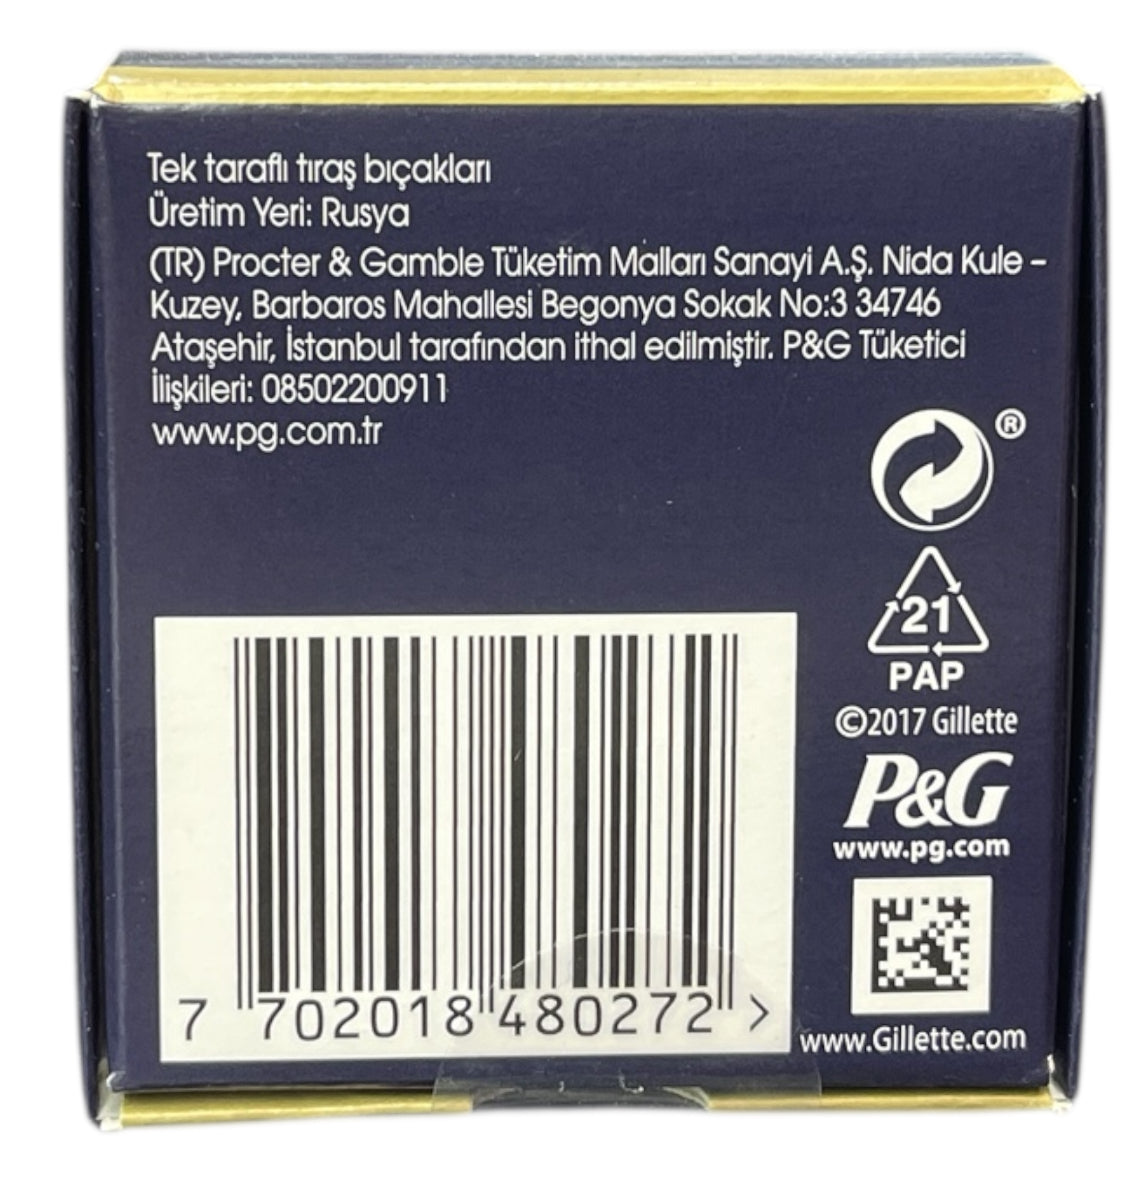 Tek taraflı tıraş bıçakları
Üretim Yeri: Rusya
(TR) Procter & Gamble Tüketim Malları Sanayi A.Ş. Nida Kule –
Kuzey, Barbaros Mahallesi Begonya Sokak No:3 34746
Ataşehir, İstanbul tarafından ithal edilmiştir. P&G Tüketici
İlişkileri: 08502200911
www.pg.com.tr
®
21
PAP
©2017 Gillette
P&G
www.pg.com
7 702018 480272 >
www.Gillette.com